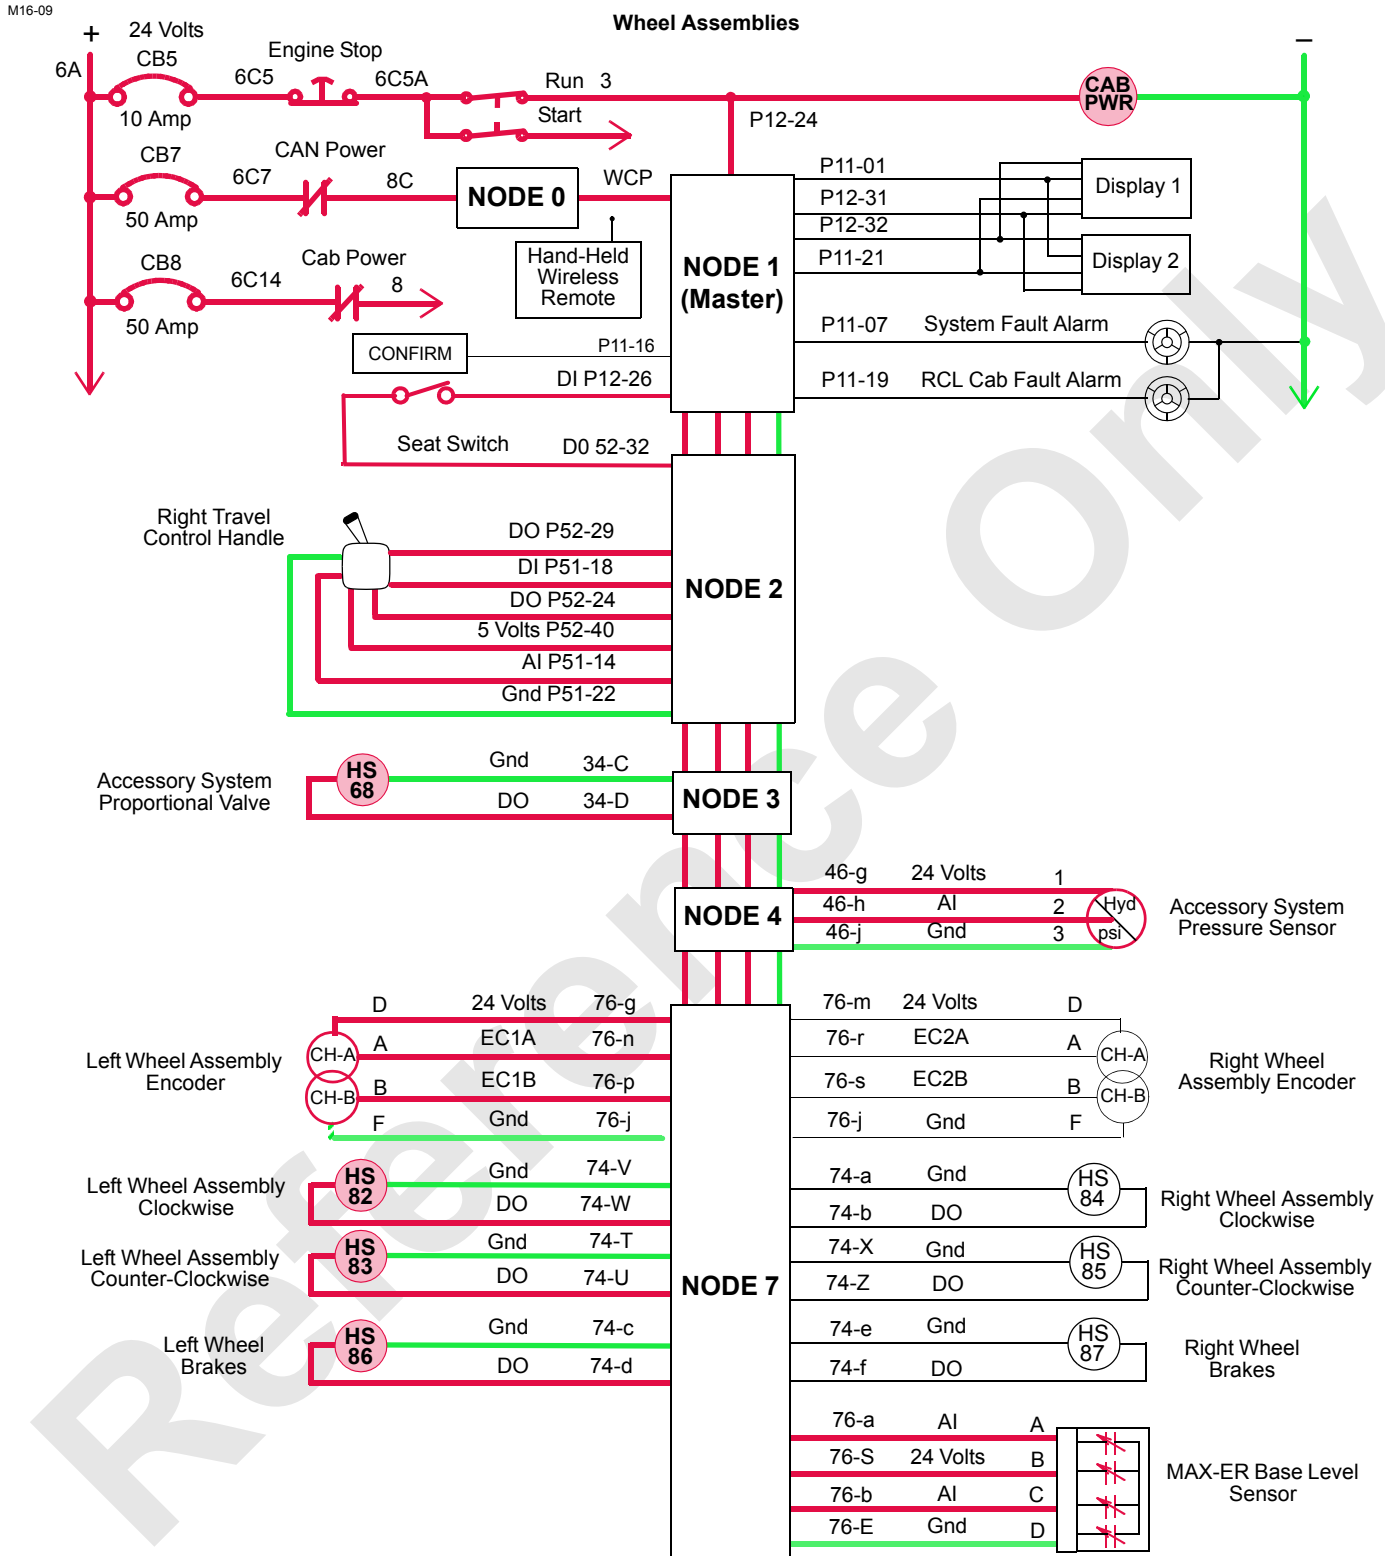 M16-09
Wheel Assemblies
+
24 Volts
–
6A
CB5
10 Amp
6C5
Engine Stop
6C5A
Run 3
Start
P12-24
CAB
PWR
CB7
50 Amp
6C7
CAN Power
8C
NODE 0
WCP
Hand-Held
Wireless
Remote
CB8
50 Amp
6C14
Cab Power
8
NODE 1
(Master)
P11-01
P12-31
P12-32
P11-21
Display 1
Display 2
P11-07
System Fault Alarm
P11-19
RCL Cab Fault Alarm
CONFIRM
P11-16
DI P12-26
Seat Switch
D0 52-32
Right Travel
Control Handle
DO P52-29
DI P51-18
DO P52-24
5 Volts P52-40
AI P51-14
Gnd P51-22
NODE 2
Accessory System
Proportional Valve
HS
68
Gnd 34-C
DO 34-D
NODE 3
NODE 4
46-g 24 Volts 1
46-h AI 2
46-j Gnd 3
Hyd
psi
Accessory System
Pressure Sensor
Left Wheel Assembly
Encoder
CH-A
CH-B
D 24 Volts 76-g
A EC1A 76-n
B EC1B 76-p
F Gnd 76-j
76-m 24 Volts D
76-r EC2A A
76-s EC2B B
76-j Gnd F
CH-A
CH-B
Right Wheel
Assembly Encoder
Left Wheel Assembly
Clockwise
HS
82
Gnd 74-V
DO 74-W
74-a Gnd
74-b DO
HS
84
Right Wheel Assembly
Clockwise
Left Wheel Assembly
Counter-Clockwise
HS
83
Gnd 74-T
DO 74-U
NODE 7
74-X Gnd
74-Z DO
HS
85
Right Wheel Assembly
Counter-Clockwise
Left Wheel
Brakes
HS
86
Gnd 74-c
DO 74-d
74-e Gnd
74-f DO
HS
87
Right Wheel
Brakes
76-a AI A
76-S 24 Volts B
76-b AI C
76-E Gnd D
MAX-ER Base Level
Sensor
Reference Only